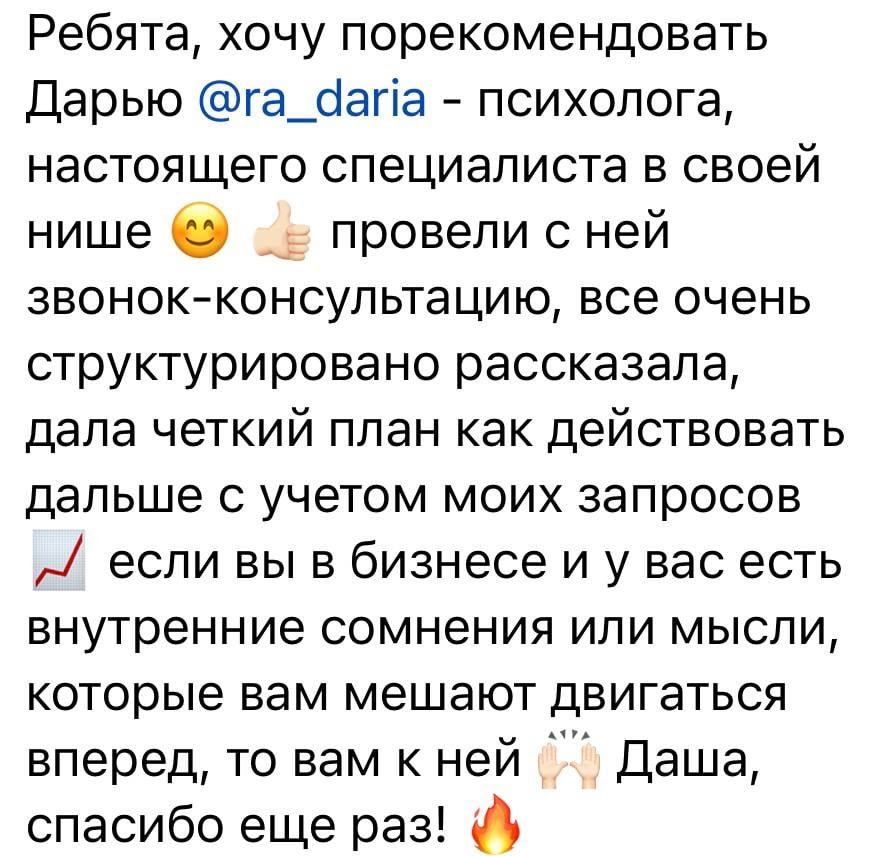 Ребята, хочу порекомендовать
Дарью @ra_daria - психолога,
настоящего специалиста в своей
нише 😊 👍🏻 провели с ней
звонок-консультацию, все очень
структурировано рассказала,
дала четкий план как действовать
дальше с учетом моих запросов
📈 если вы в бизнесе и у вас есть
внутренние сомнения или мысли,
которые вам мешают двигаться
вперед, то вам к ней 🙌🏻 Даша,
спасибо еще раз! 🔥